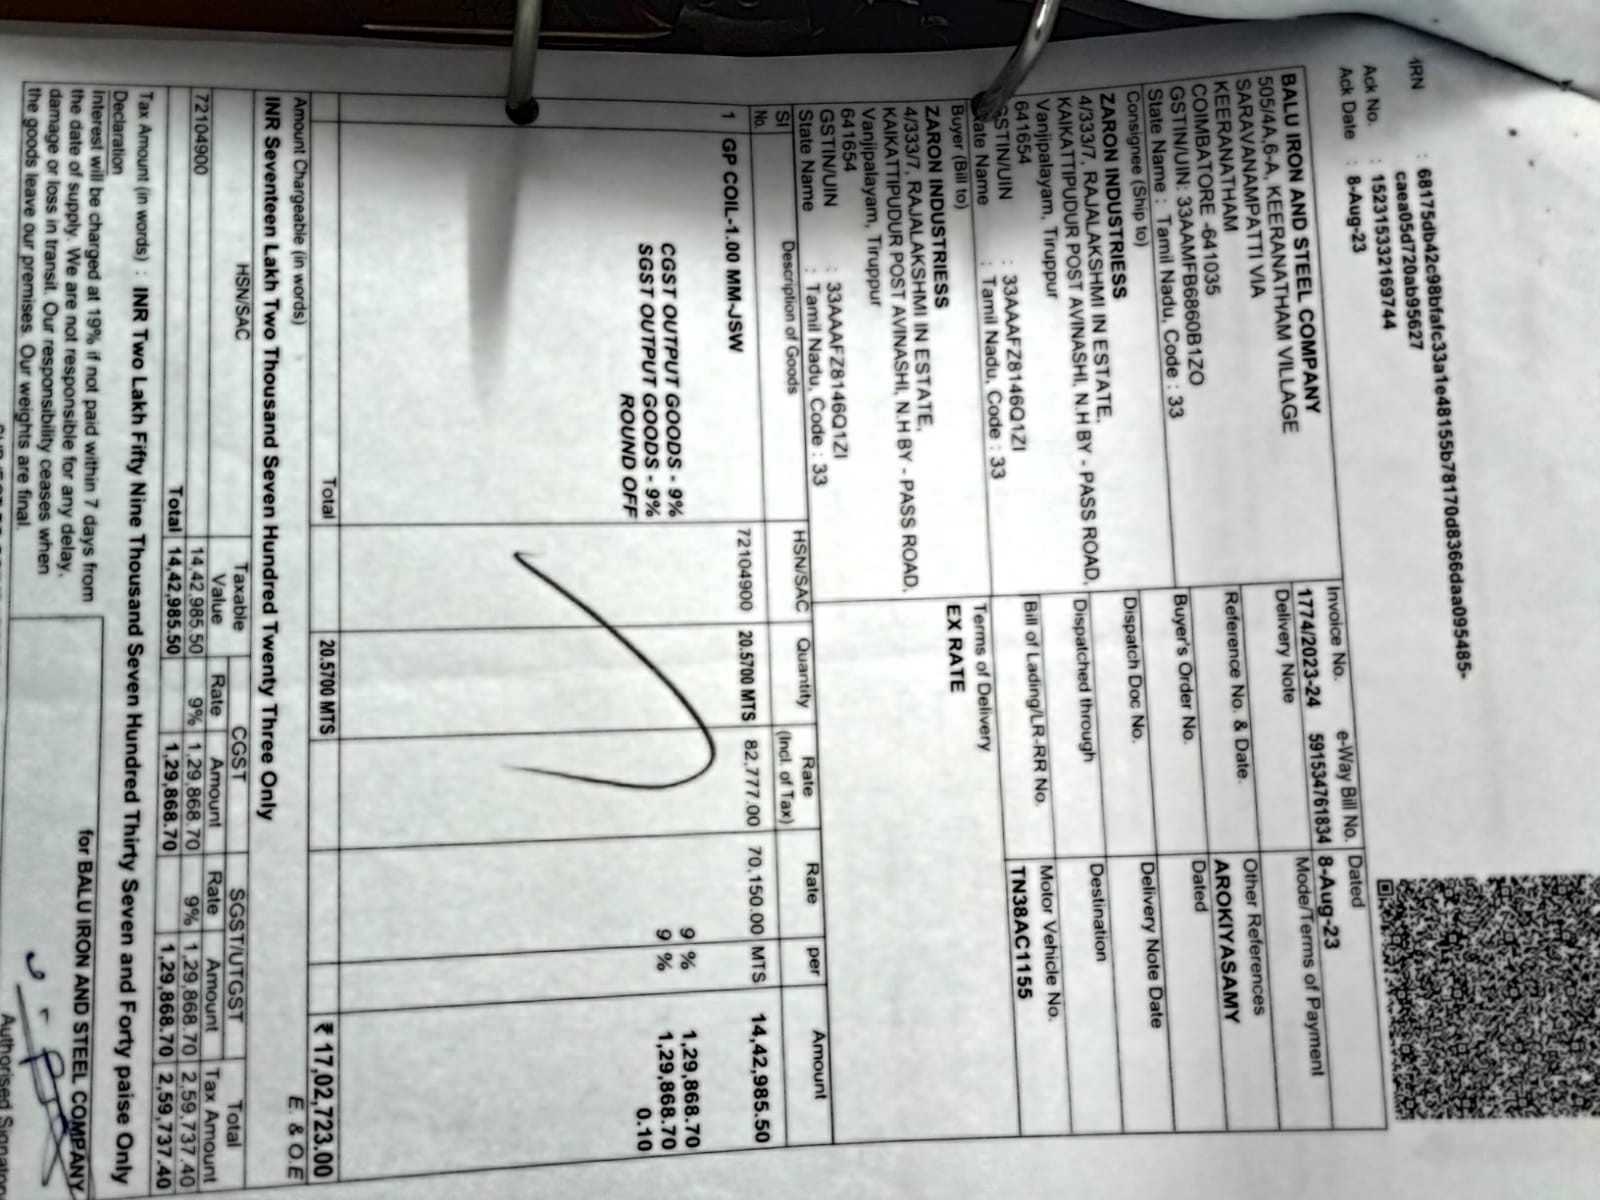 IRN : 68175db42c98bfafc33a1e48155b78170d8366daa095485-
caea05d720ab95627
Ack No. : 152315332169744
Ack Date : 8-Aug-23
BALU IRON AND STEEL COMPANY
505/4A,6-A, KEERANATHAM VILLAGE
SARAVANAMPATTI VIA
KEERANATHAM
COIMBATORE -641035
GSTIN/UIN: 33AAMFB6860B1ZO
State Name : Tamil Nadu, Code : 33
Invoice No. e-Way Bill No. Dated
1774/2023-24 591534761834 8-Aug-23
Delivery Note Mode/Terms of Payment
Reference No. & Date. Other References
AROKIYASAMY
Buyer's Order No. Dated
Dispatch Doc No. Delivery Note Date
Dispatched through Destination
Bill of Lading/LR-RR No. Motor Vehicle No.
TN38AC1155
Terms of Delivery
EX RATE
Consignee (Ship to)
ZARON INDUSTRIESS
4/333/7, RAJALAKSHMI IN ESTATE,
KAIKATTIPUDUR POST AVINASHI, N.H BY - PASS ROAD,
Vanjipalayam, Tiruppur
641654
GSTIN/UIN : 33AAAFZ8146Q1ZI
State Name : Tamil Nadu, Code : 33
Buyer (Bill to)
ZARON INDUSTRIESS
4/333/7, RAJALAKSHMI IN ESTATE,
KAIKATTIPUDUR POST AVINASHI, N.H BY - PASS ROAD,
Vanjipalayam, Tiruppur
641654
GSTIN/UIN : 33AAAFZ8146Q1ZI
State Name : Tamil Nadu, Code : 33
Sl No. Description of Goods HSN/SAC Quantity Rate (Incl. of Tax) Rate per Amount
1 GP COIL-1.00 MM-JSW 72104900 20.5700 MTS 82,777.00 70,150.00 MTS 14,42,985.50
CGST OUTPUT GOODS - 9% 9 % 1,29,868.70
SGST OUTPUT GOODS - 9% 9 % 1,29,868.70
ROUND OFF 0.10
Total 20.5700 MTS ₹ 17,02,723.00
Amount Chargeable (in words) E. & O.E
INR Seventeen Lakh Two Thousand Seven Hundred Twenty Three Only
HSN/SAC Taxable Value CGST Rate Amount SGST/UTGST Rate Amount Total Tax Amount
72104900 14,42,985.50 9% 1,29,868.70 9% 1,29,868.70 2,59,737.40
Total 14,42,985.50 1,29,868.70 1,29,868.70 2,59,737.40
Tax Amount (in words) : INR Two Lakh Fifty Nine Thousand Seven Hundred Thirty Seven and Forty paise Only
Declaration
Interest will be charged at 19% if not paid within 7 days from
the date of supply. We are not responsible for any delay,
damage or loss in transit. Our responsibility ceases when
the goods leave our premises. Our weights are final.
for BALU IRON AND STEEL COMPANY
Authorised Signatory